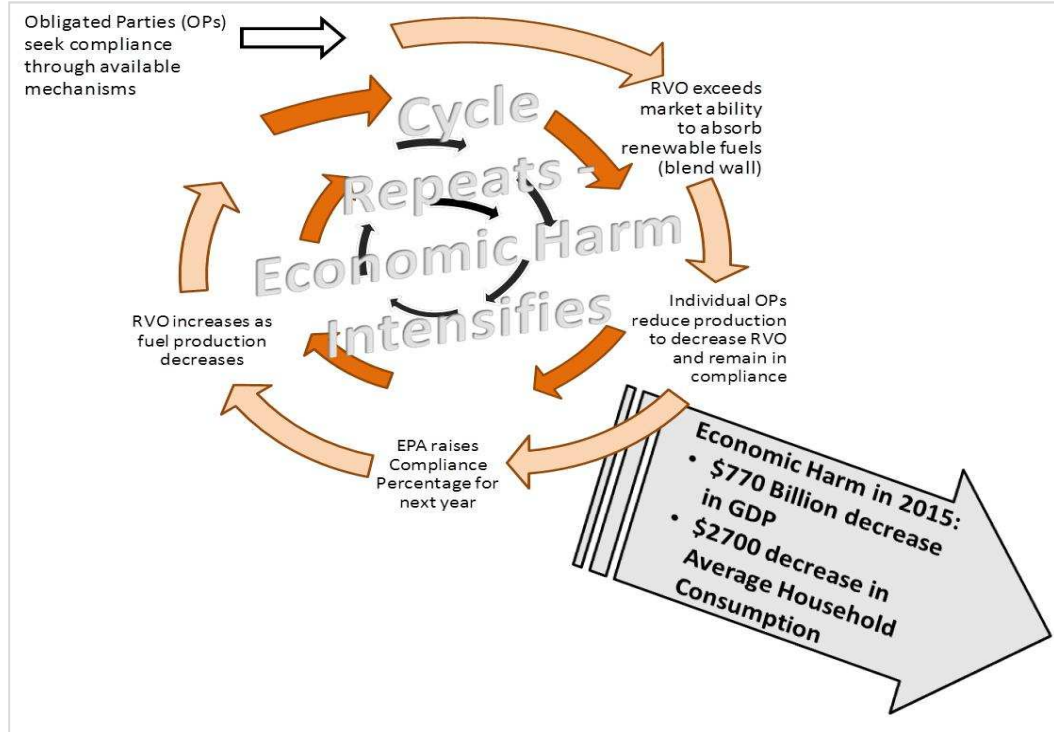 Obligated Parties (OPs)
seek compliance
through available
mechanisms
RVO exceeds
market ability
to absorb
renewable fuels
(blend wall)
Cycle
Repeats -
Economic Harm
Intensifies
Individual OPs
reduce production
to decrease RVO
and remain in
compliance
RVO increases as
fuel production
decreases
EPA raises
Compliance
Percentage for
next year
Economic Harm in 2015:
• $770 Billion decrease
in GDP
• $2700 decrease in
Average Household
Consumption